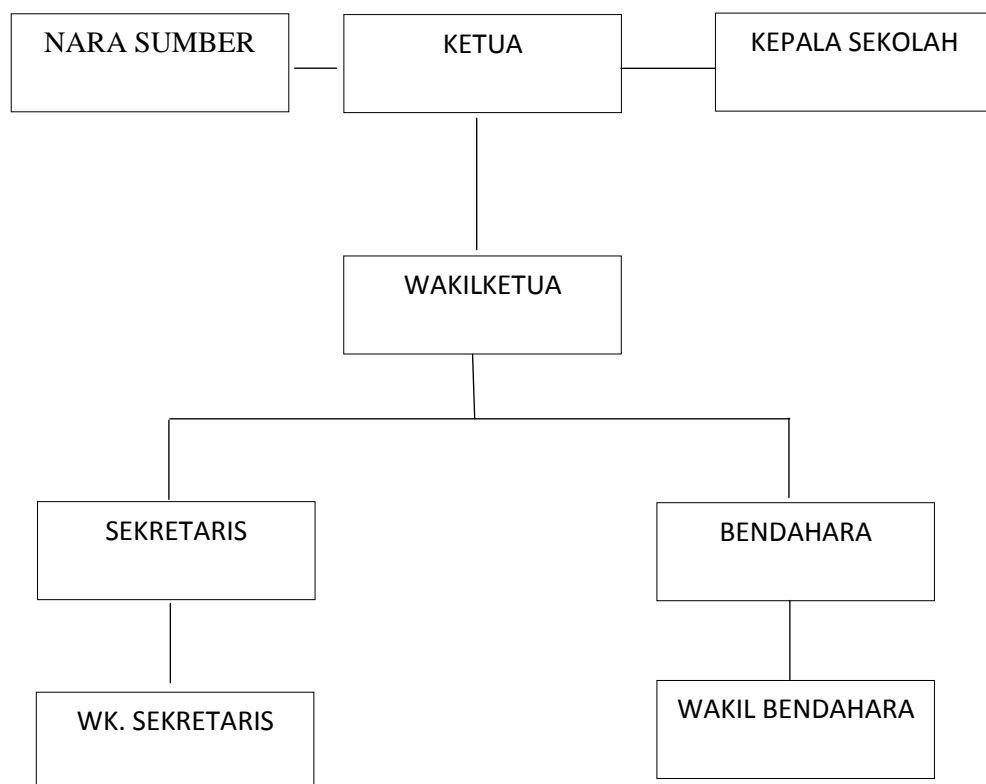 NARA SUMBER
KETUA
KEPALA SEKOLAH
WAKILKETUA
SEKRETARIS
BENDAHARA
WK. SEKRETARIS
WAKIL BENDAHARA